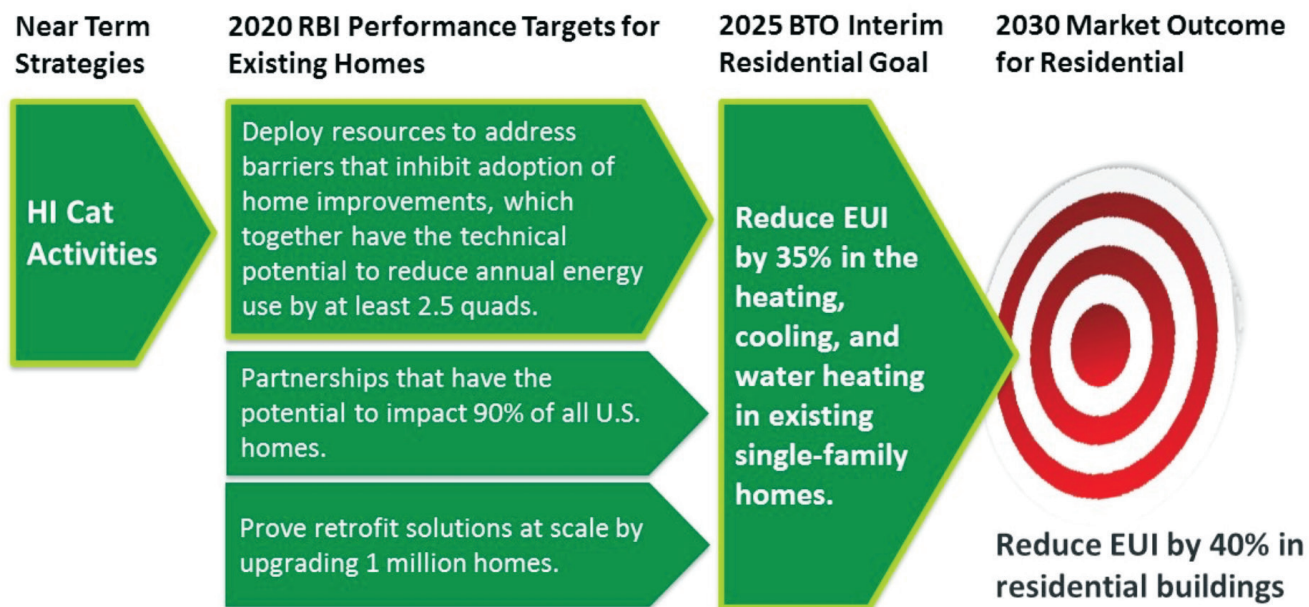 Near Term
Strategies
2020 RBI Performance Targets for
Existing Homes
2025 BTO Interim
Residential Goal
2030 Market Outcome
for Residential
HI Cat
Activities
Deploy resources to address
barriers that inhibit adoption of
home improvements, which
together have the technical
potential to reduce annual energy
use by at least 2.5 quads.
Partnerships that have the
potential to impact 90% of all U.S.
homes.
Prove retrofit solutions at scale by
upgrading 1 million homes.
Reduce EUI
by 35% in the
heating,
cooling, and
water heating
in existing
single-family
homes.
Reduce EUI by 40% in
residential buildings